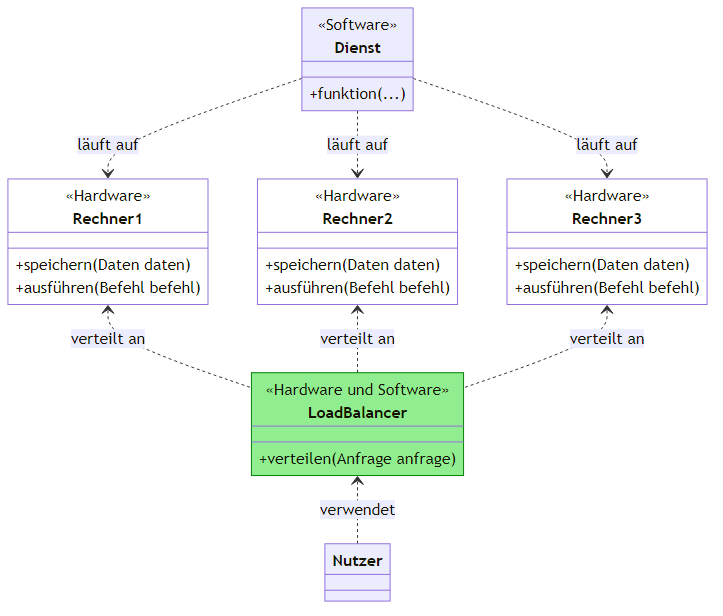 «Software»
Dienst
+funktion(...)
läuft auf
läuft auf
läuft auf
«Hardware»
Rechner1
+speichern(Daten daten)
+ausführen(Befehl befehl)
«Hardware»
Rechner2
+speichern(Daten daten)
+ausführen(Befehl befehl)
«Hardware»
Rechner3
+speichern(Daten daten)
+ausführen(Befehl befehl)
verteilt an
verteilt an
verteilt an
«Hardware und Software»
LoadBalancer
+verteilen(Anfrage anfrage)
verwendet
Nutzer